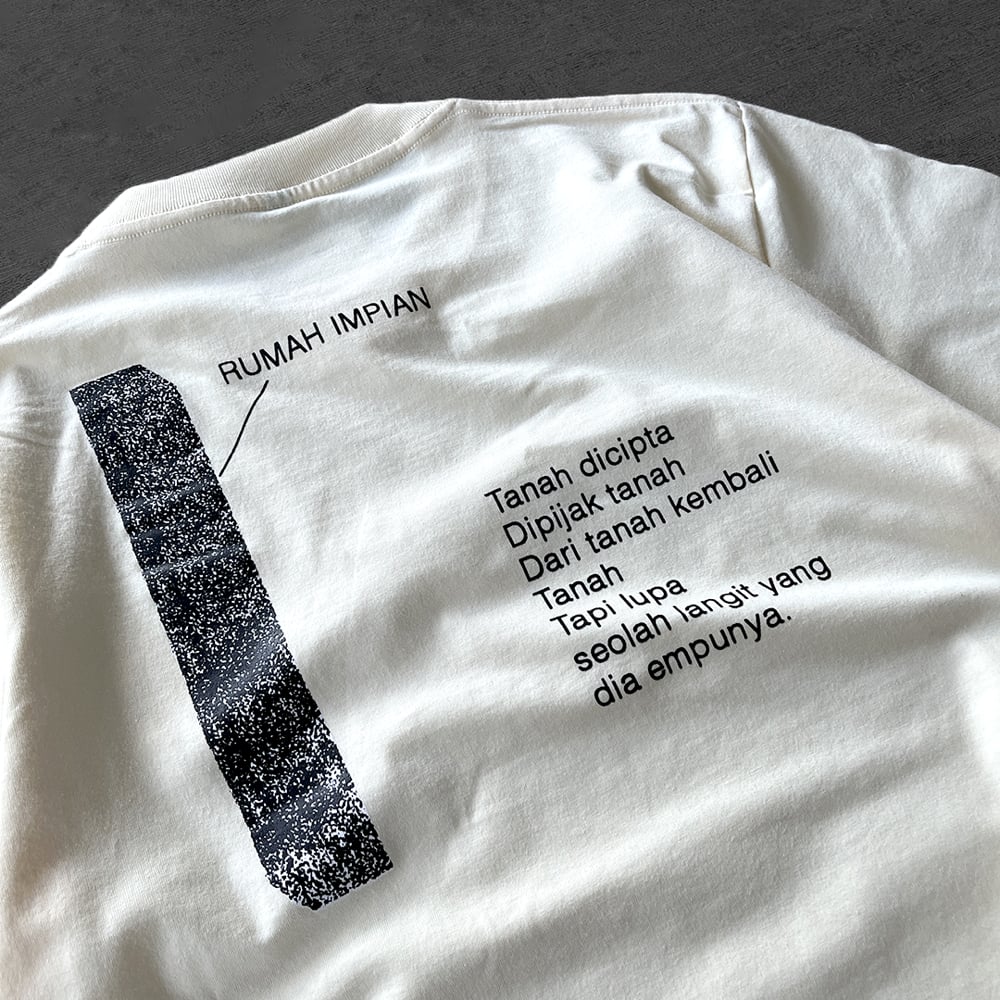 RUMAH IMPIAN
Tanah dicipta
Dipijak tanah
Dari tanah kembali
Tanah
Tapi lupa
seolah langit yang
dia empunya.